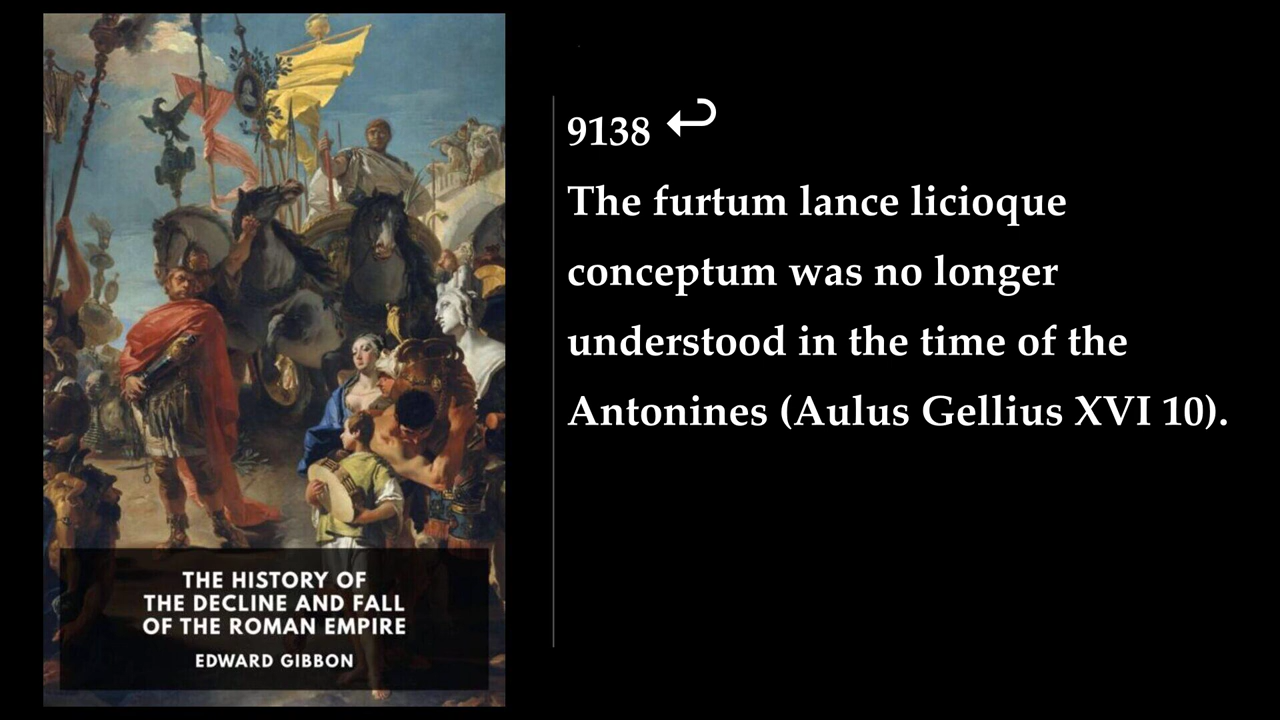 THE HISTORY OF
THE DECLINE AND FALL
OF THE ROMAN EMPIRE
EDWARD GIBBON
9138 ↩
The furtum lance licioque
conceptum was no longer
understood in the time of the
Antonines (Aulus Gellius XVI 10).